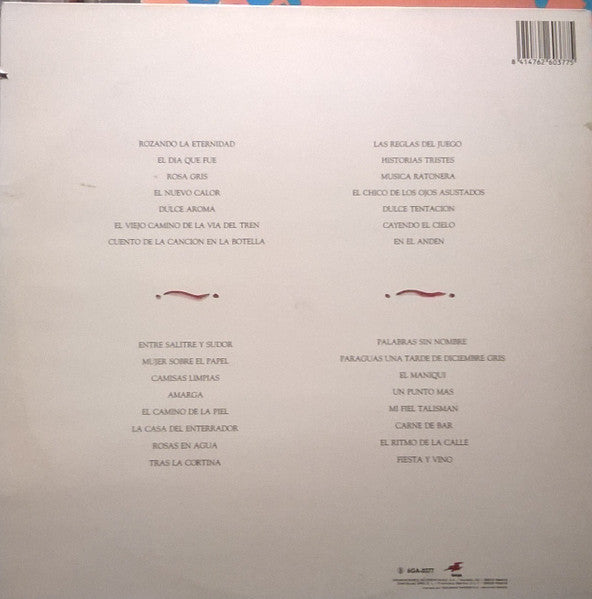 8 414762 603775
ROZANDO LA ETERNIDAD
EL DIA QUE FUE
ROSA GRIS
EL NUEVO CALOR
DULCE AROMA
EL VIEJO CAMINO DE LA VIA DEL TREN
CUENTO DE LA CANCION EN LA BOTELLA
LAS REGLAS DEL JUEGO
HISTORIAS TRISTES
MUSICA RATONERA
EL CHICO DE LOS OJOS ASUSTADOS
DULCE TENTACION
CAYENDO EL CIELO
EN EL ANDEN
ENTRE SALITRE Y SUDOR
MUJER SOBRE EL PAPEL
CAMISAS LIMPIAS
AMARGA
EL CAMINO DE LA PIEL
LA CASA DEL ENTERRADOR
ROSAS EN AGUA
TRAS LA CORTINA
PALABRAS SIN NOMBRE
PARAGUAS UNA TARDE DE DICIEMBRE GRIS
EL MANIQUI
UN PUNTO MAS
MI FIEL TALISMAN
CARNE DE BAR
EL RITMO DE LA CALLE
FIESTA Y VINO
6GA-0377